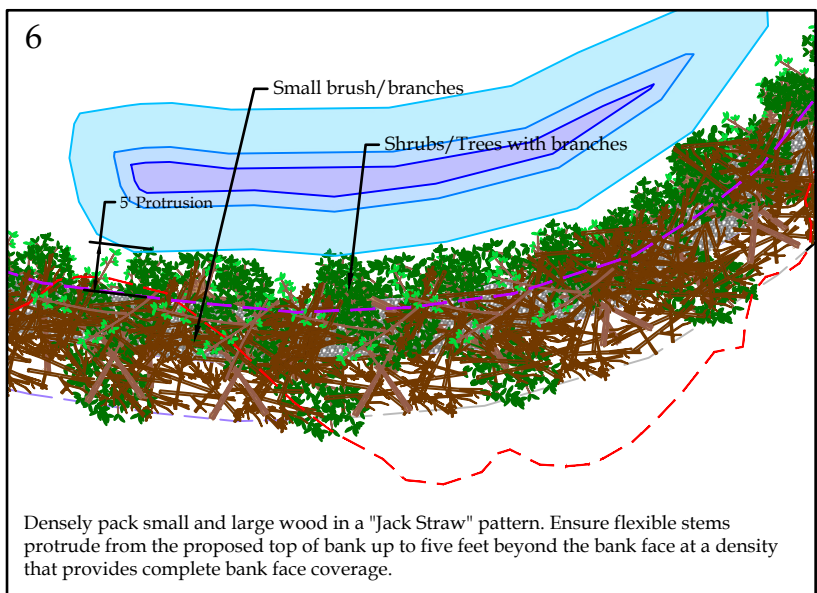 6
Small brush/branches
Shrubs/Trees with branches
5' Protrusion
Densely pack small and large wood in a "Jack Straw" pattern. Ensure flexible stems
protrude from the proposed top of bank up to five feet beyond the bank face at a density
that provides complete bank face coverage.